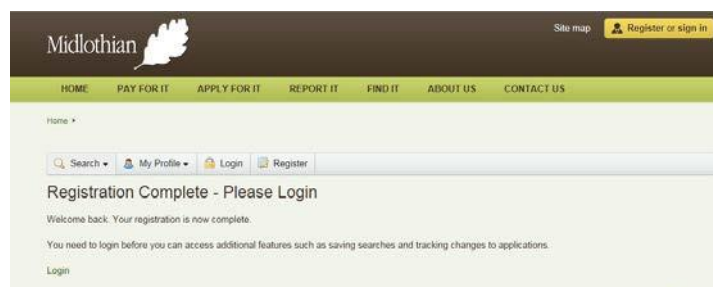 Midlothian
Site map
Register or sign in
HOME PAY FOR IT APPLY FOR IT REPORT IT FIND IT ABOUT US CONTACT US
Home
Search My Profile Login Register
Registration Complete - Please Login
Welcome back. Your registration is now complete.
You need to login before you can access additional features such as saving searches and tracking changes to applications.
Login